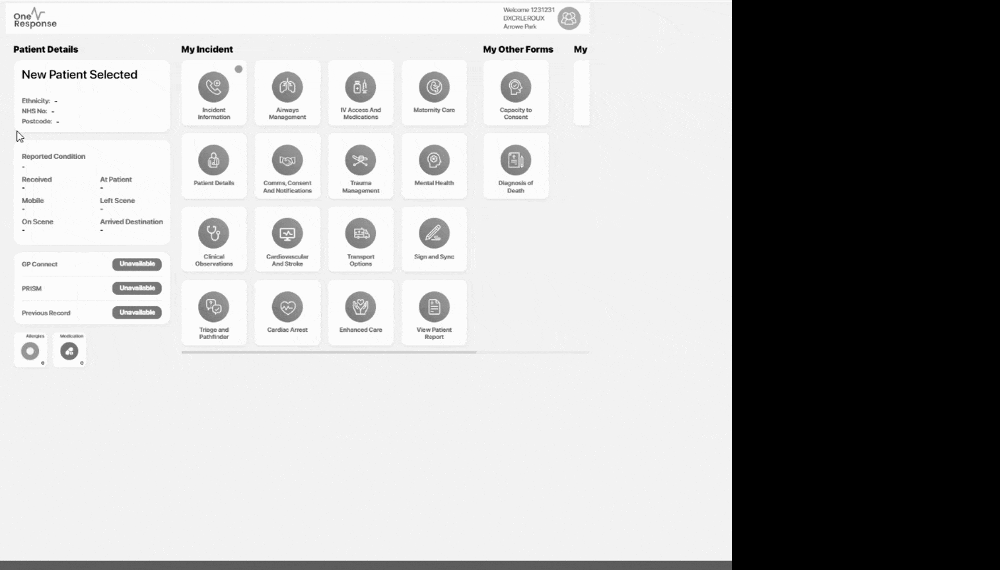 One
Response
Welcome 1231231
DXCRLEROUX
Arrowe Park
Patient Details
New Patient Selected
Ethnicity: -
NHS No: -
Postcode: -
Reported Condition
-
Received
At Patient
-
-
Mobile
Left Scene
-
-
On Scene
Arrived Destination
-
-
GP Connect
Unavailable
PRISM
Unavailable
Previous Record
Unavailable
Allergies
0
Medication
0
My Incident
Incident
Information
Airways
Management
IV Access And
Medications
Maternity Care
Patient Details
Comms, Consent
And Notifications
Trauma
Management
Mental Health
Clinical
Observations
Cardiovascular
And Stroke
Transport
Options
Sign and Sync
Triage and
Pathfinder
Cardiac Arrest
Enhanced Care
View Patient
Report
My Other Forms
Capacity to
Consent
Diagnosis of
Death
My